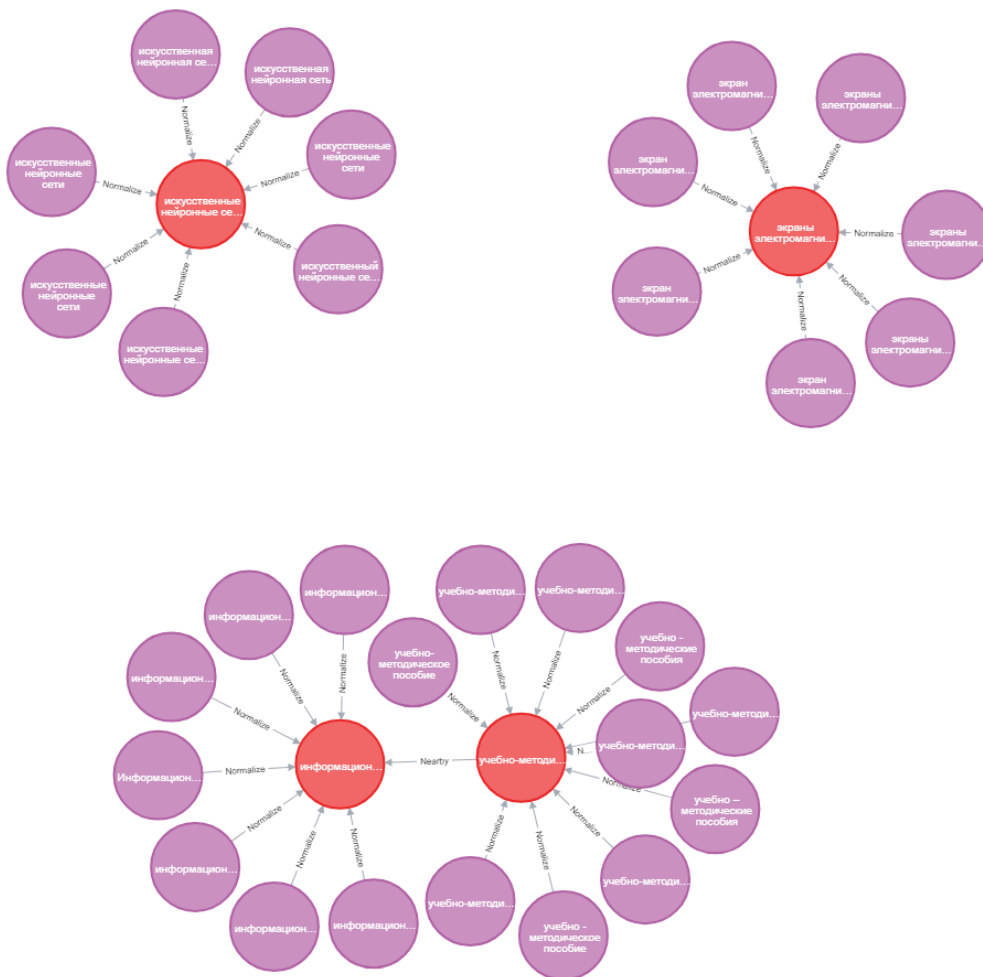 искусственная
нейронная се...
искусственная
нейронная сеть
искусственные
нейронные
сети
искусственные
нейронные
сети
искусственные
нейронные се...
искусственный
нейронные се...
искусственные
нейронные
сети
искусственные
нейронные се...
Normalize
Normalize
Normalize
Normalize
Normalize
Normalize
Normalize
экран
электромагни...
экраны
электромагни...
экран
электромагни...
экраны
электромагни...
экраны
электромагни...
экран
электромагни...
экраны
электромагни...
экран
электромагни...
Normalize
Normalize
Normalize
Normalize
Normalize
Normalize
Normalize
информацион...
информацион...
информацион...
Информацион...
информацион...
информацион...
информацион...
информацион...
Normalize
Normalize
Normalize
Normalize
Normalize
Normalize
Normalize
Nearby
учебно-методи...
учебно-методи...
учебно-
методическое
пособие
учебно -
методические
пособия
учебно-методи...
учебно-методи...
учебно-методи...
учебно –
методические
пособия
учебно-методи...
учебно-методи...
учебно -
методическое
пособие
Normalize
Normalize
Normalize
Normalize
N...
Normalize
Normalize
Normalize
Normalize